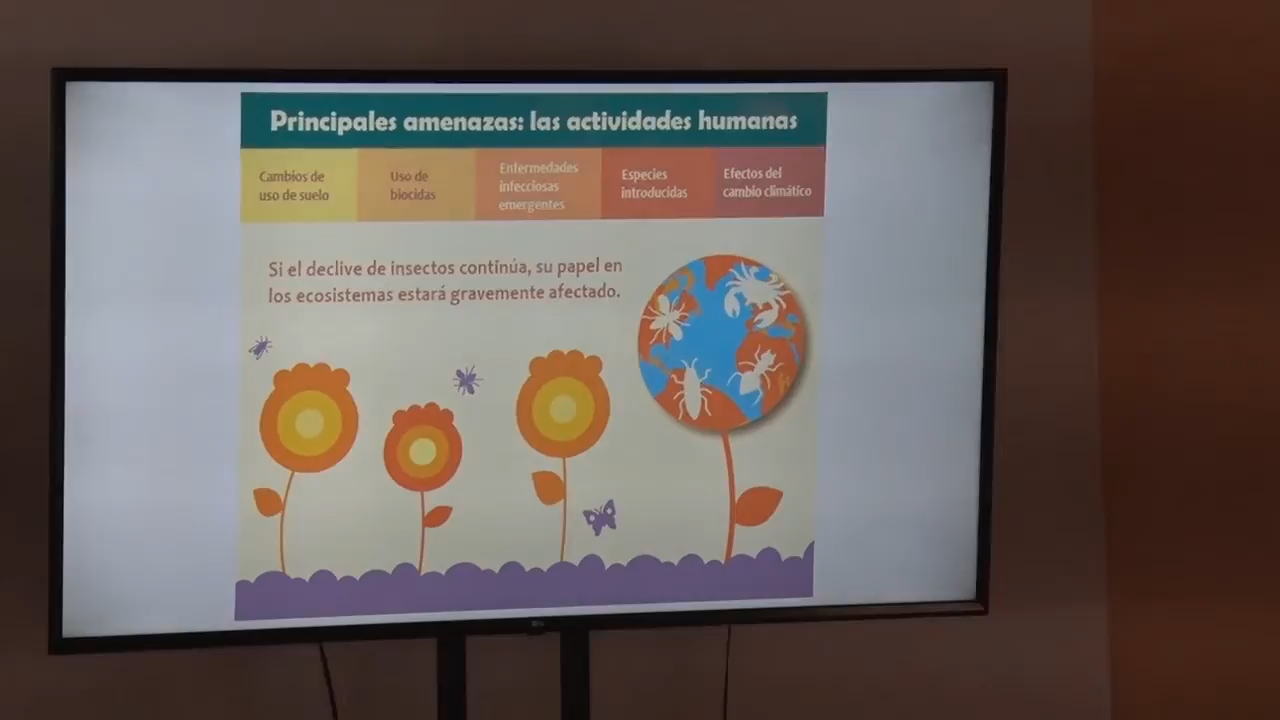 Principales amenazas: las actividades humanas
Cambios de
uso de suelo
Uso de
biocidas
Enfermedades
infecciosas
emergentes
Especies
introducidas
Efectos del
cambio climático
Si el declive de insectos continúa, su papel en
los ecosistemas estará gravemente afectado.